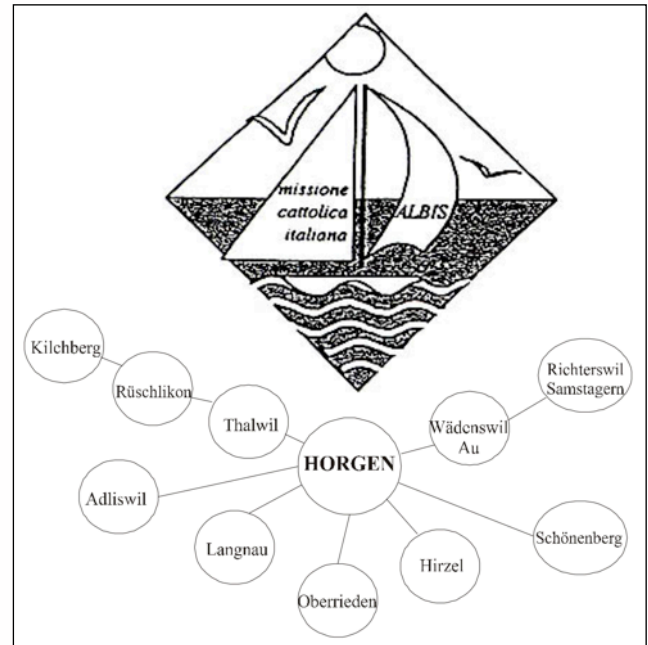 missione
cattolica
italiana
ALBIS
Kilchberg
Rüschlikon
Thalwil
Richterswil
Samstagern
Wädenswil
Au
HORGEN
Adliswil
Langnau
Oberrieden
Hirzel
Schönenberg